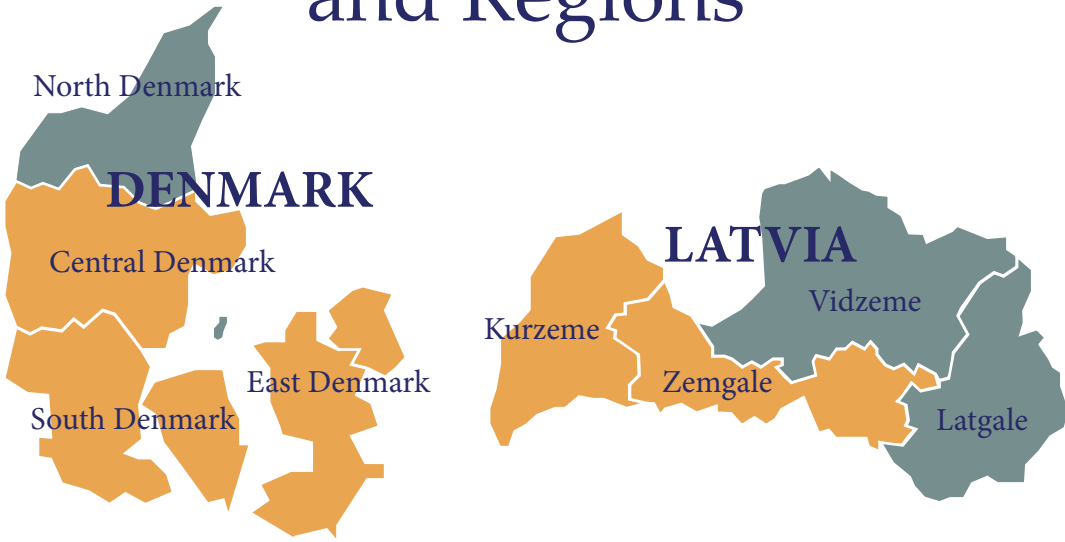 and Regions
North Denmark
DENMARK
Central Denmark
East Denmark
South Denmark
LATVIA
Vidzeme
Kurzeme
Zemgale
Latgale